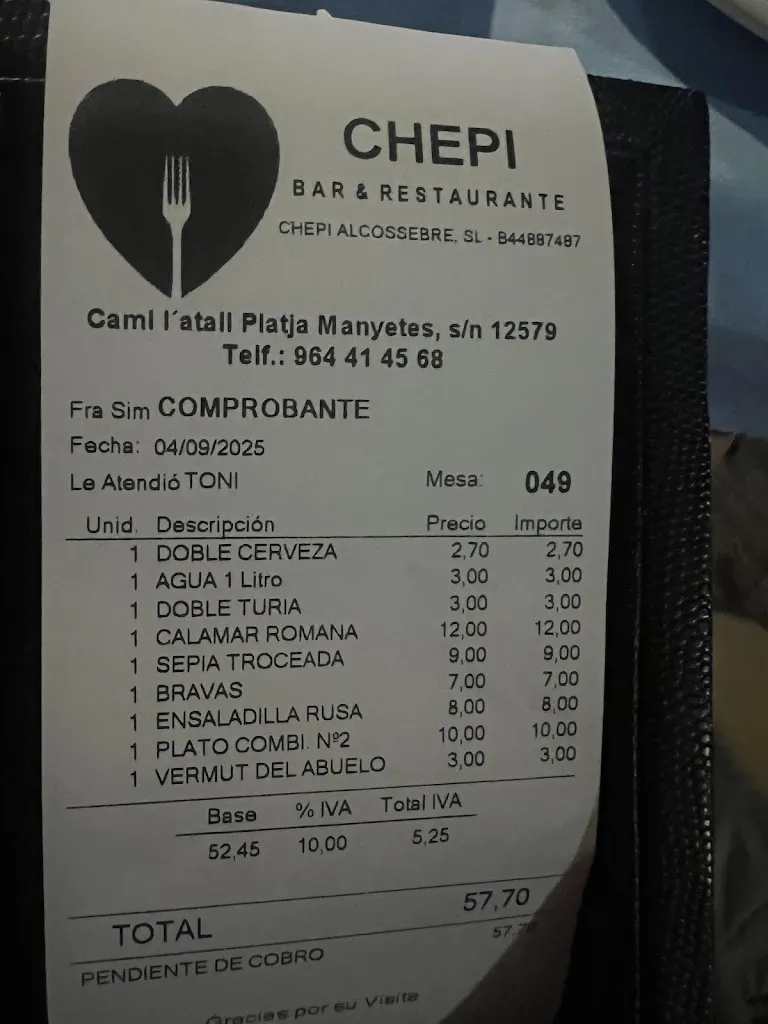 CHEPI
BAR & RESTAURANTE
CHEPI ALCOSSEBRE, SL - B44887487
Camí l´atall Platja Manyetes, s/n 12579
Telf.: 964 41 45 68
Fra Sim COMPROBANTE
Fecha: 04/09/2025
Le Atendió TONI Mesa: 049
Unid. Descripción Precio Importe
1 DOBLE CERVEZA 2,70 2,70
1 AGUA 1 Litro 3,00 3,00
1 DOBLE TURIA 3,00 3,00
1 CALAMAR ROMANA 12,00 12,00
1 SEPIA TROCEADA 9,00 9,00
1 BRAVAS 7,00 7,00
1 ENSALADILLA RUSA 8,00 8,00
1 PLATO COMBI. Nº2 10,00 10,00
1 VERMUT DEL ABUELO 3,00 3,00
Base % IVA Total IVA
52,45 10,00 5,25
TOTAL 57,70
PENDIENTE DE COBRO 57,70
Gracias por su Visita